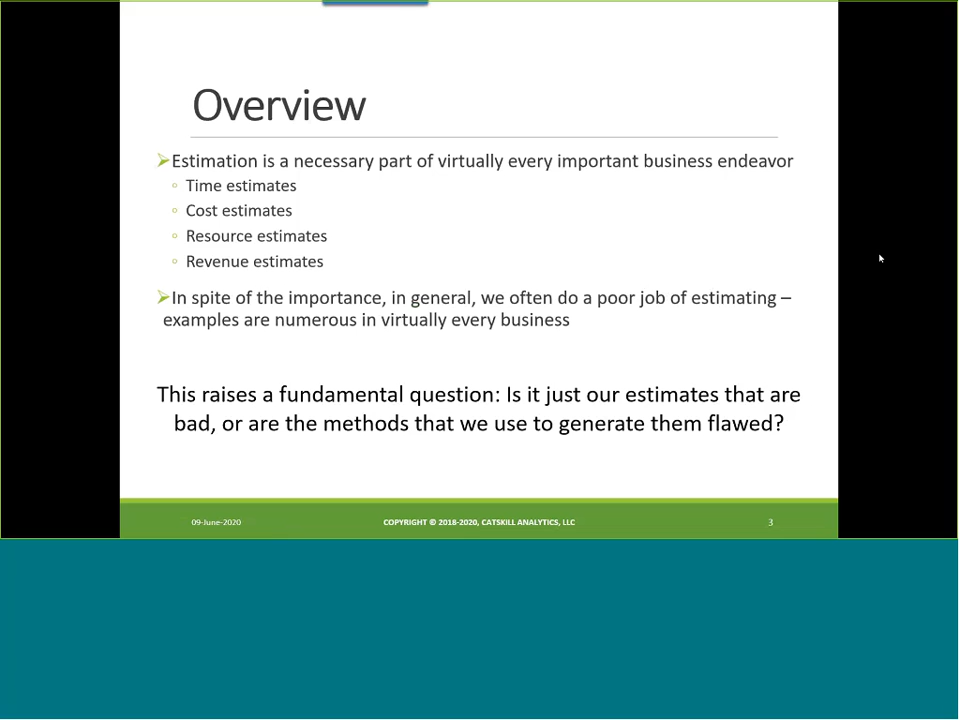 Overview
➢Estimation is a necessary part of virtually every important business endeavor
◦ Time estimates
◦ Cost estimates
◦ Resource estimates
◦ Revenue estimates
➢In spite of the importance, in general, we often do a poor job of estimating –
examples are numerous in virtually every business
This raises a fundamental question: Is it just our estimates that are
bad, or are the methods that we use to generate them flawed?
09-June-2020 COPYRIGHT © 2018-2020, CATSKILL ANALYTICS, LLC 3